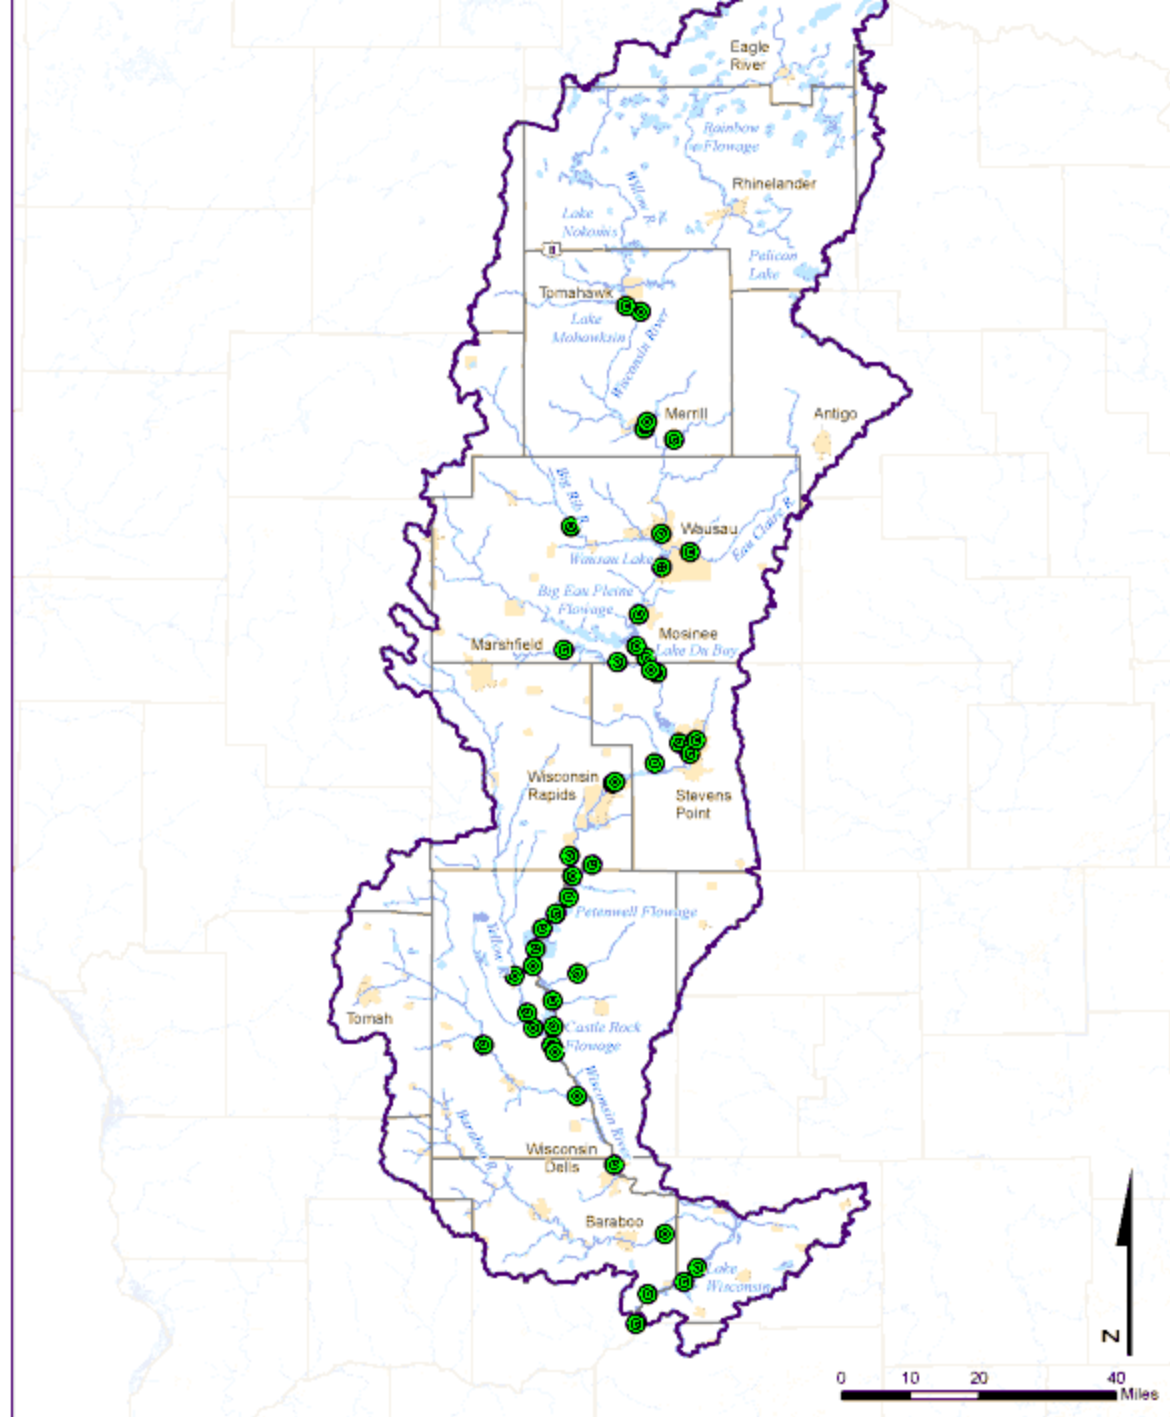 Eagle
River
Rainbow
Flowage
Rhinelander
Willow R.
Lake
Nokomis
8
Pelican
Lake
Tomahawk
Lake
Mohawksin
Wisconsin River
Merrill
Antigo
Big Rib R.
Wausau
Eau Claire R.
Wausau Lake
Big Eau Pleine
Flowage
Mosinee
Marshfield
Lake Du Bay
Wisconsin
Rapids
Stevens
Point
Petenwell Flowage
Yellow R.
Tomah
Castle Rock
Flowage
Wisconsin River
Baraboo R.
Wisconsin
Dells
Baraboo
Lake
Wisconsin
N
0 10 20 40
Miles